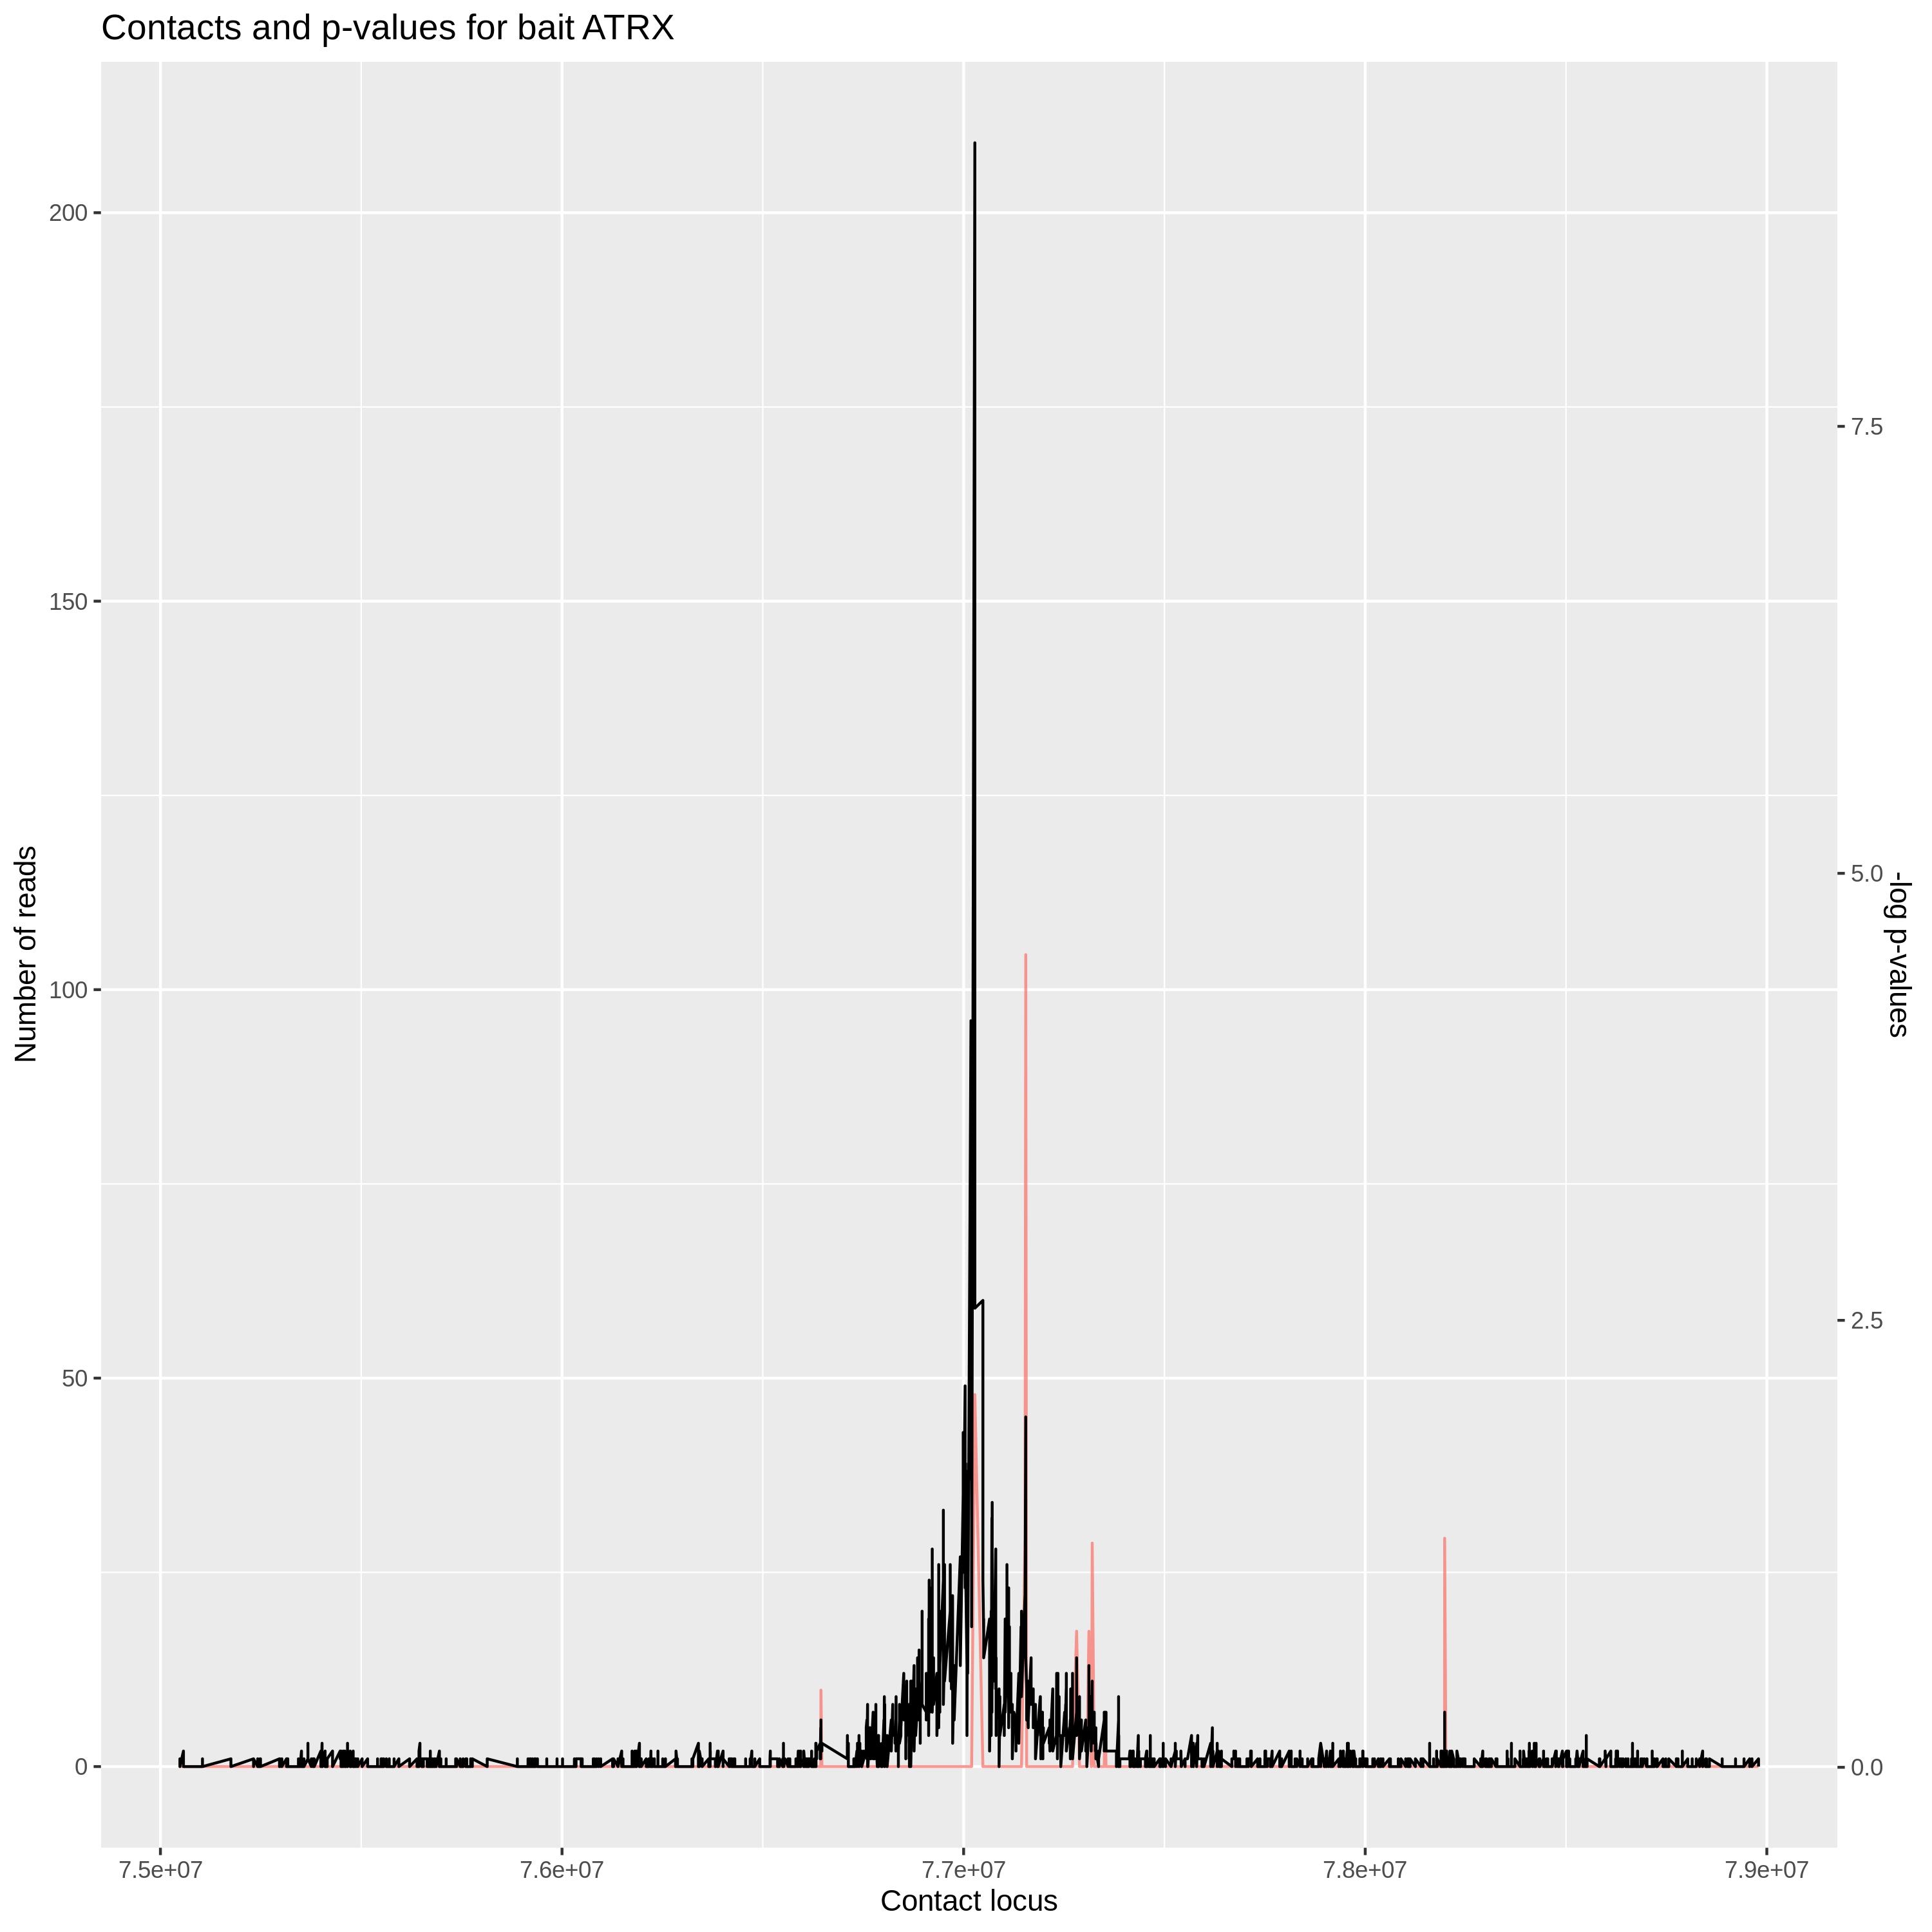 Contacts and p-values for bait ATRX
200
150
100
50
0
Number of reads
7.5
5.0
2.5
0.0
-log p-values
7.5e+07
7.6e+07
7.7e+07
7.8e+07
7.9e+07
Contact locus